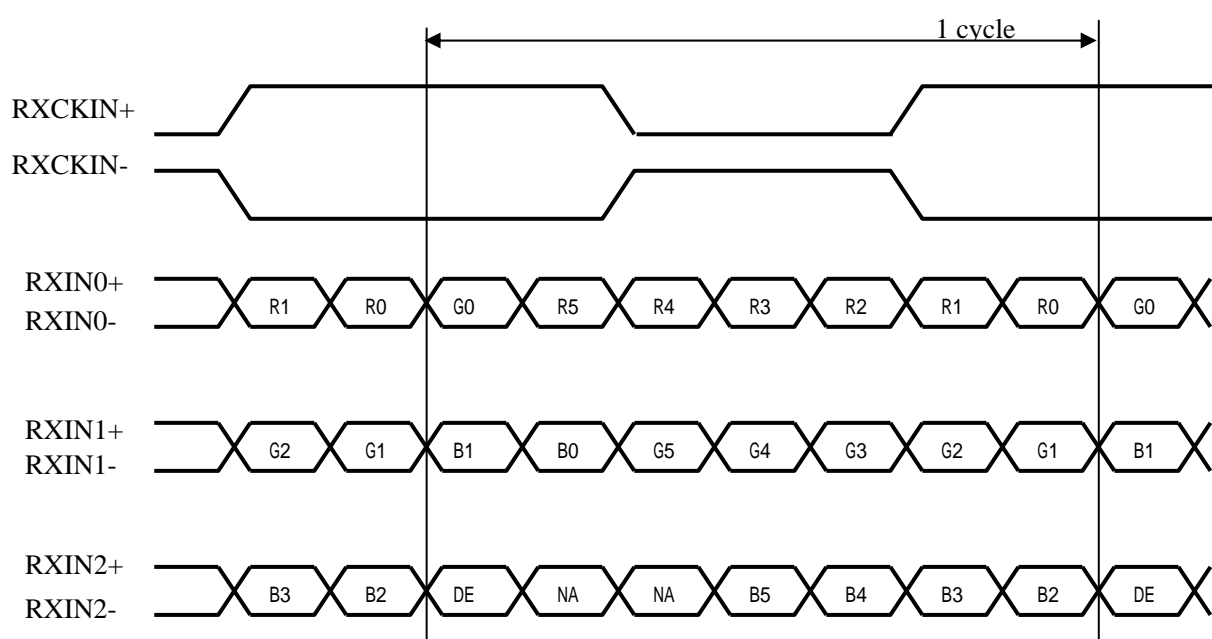 1 cycle
RXCKIN+
RXCKIN-
RXIN0+
RXIN0-
R1 R0 G0 R5 R4 R3 R2 R1 R0 G0
RXIN1+
RXIN1-
G2 G1 B1 B0 G5 G4 G3 G2 G1 B1
RXIN2+
RXIN2-
B3 B2 DE NA NA B5 B4 B3 B2 DE